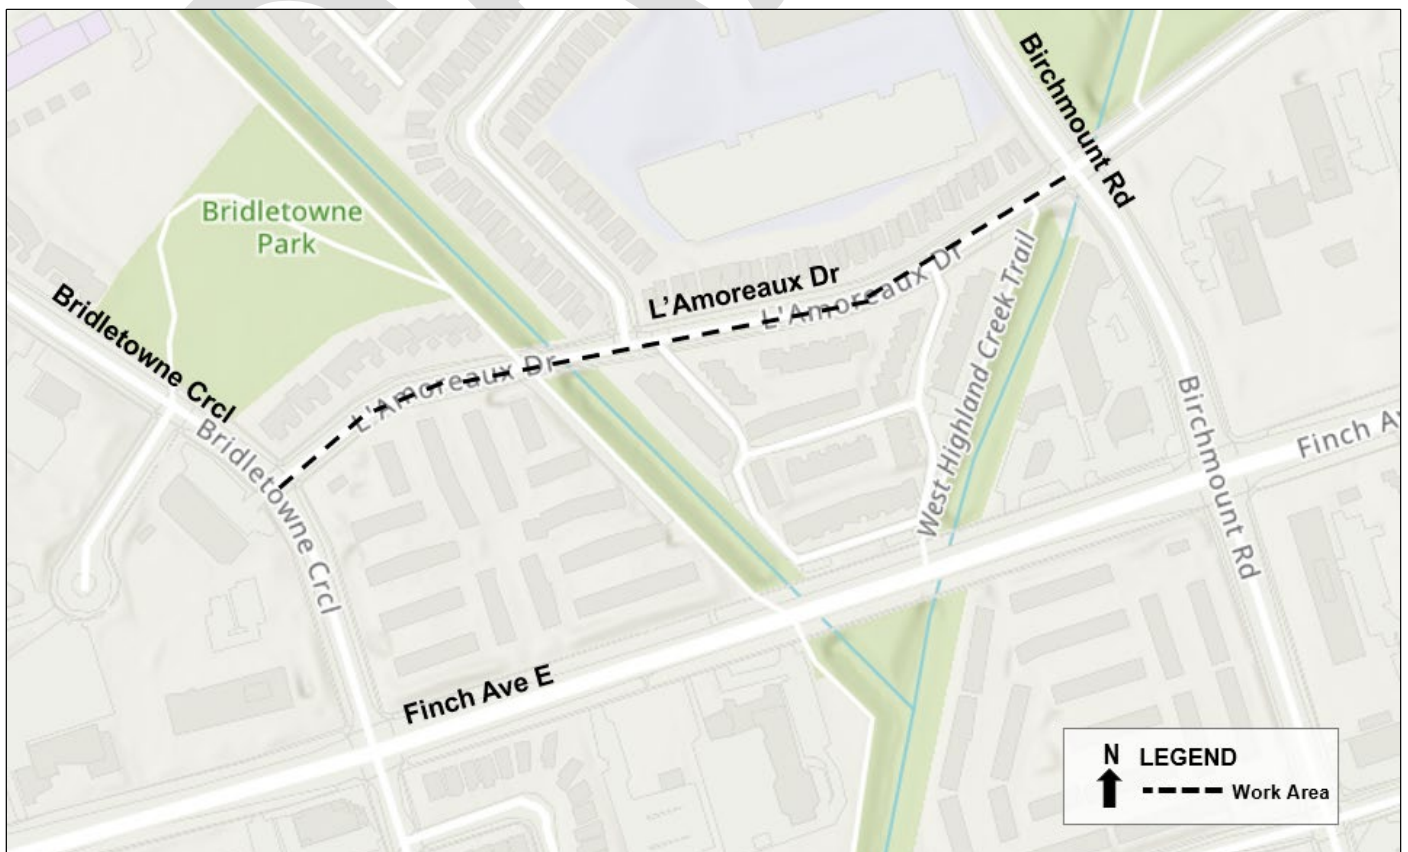 Birchmount Rd
Bridletowne
Park
Bridletowne Crcl
L'Amoreaux Dr
L’Amoreaux Dr
L'Amoreaux Dr
West Highland Creek Trail
Bridletowne Crcl
Birchmount Rd
Finch Av
Finch Ave E
N LEGEND
Work Area